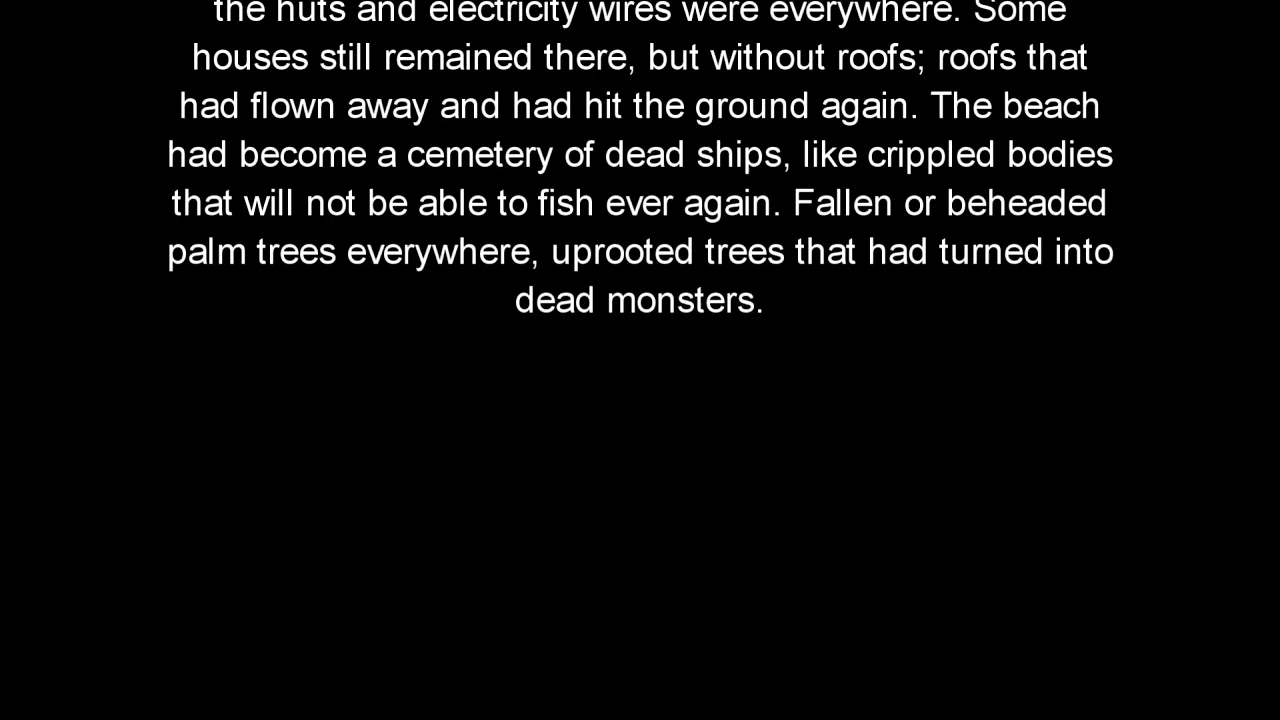 the huts and electricity wires were everywhere. Some
houses still remained there, but without roofs; roofs that
had flown away and had hit the ground again. The beach
had become a cemetery of dead ships, like crippled bodies
that will not be able to fish ever again. Fallen or beheaded
palm trees everywhere, uprooted trees that had turned into
dead monsters.